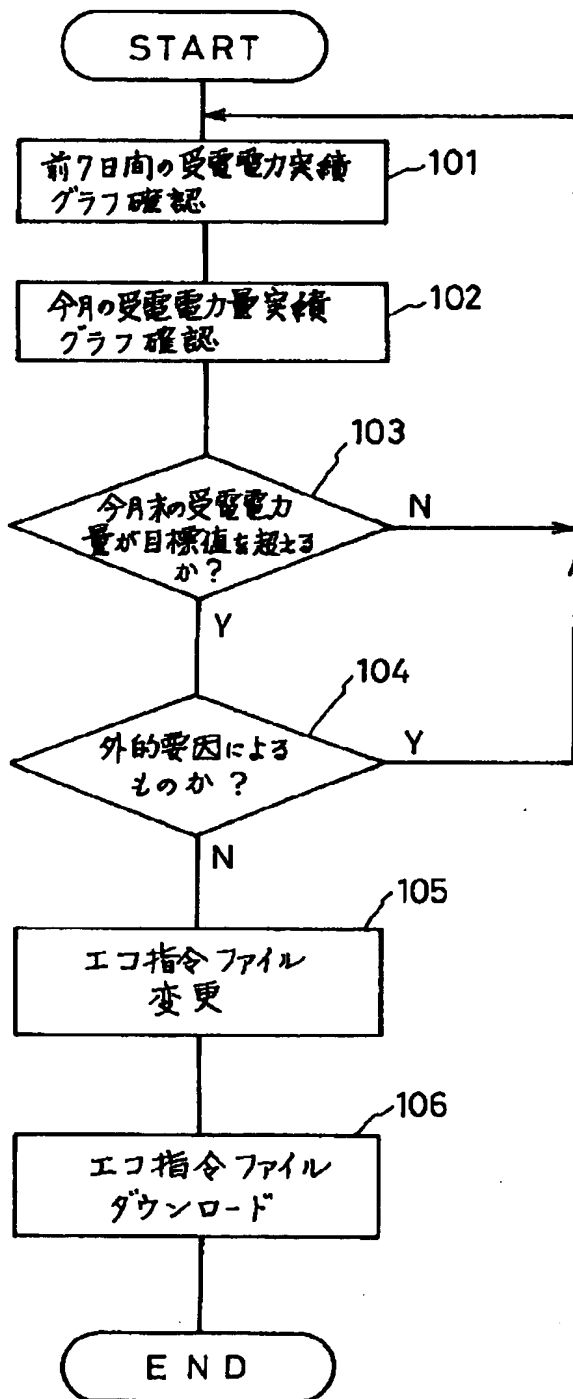 START
前7日間の受電電力実績
グラフ確認
101
今月の受電電力量実績
グラフ確認
102
103
今月末の受電電力
量が目標値を超える
か?
N
Y
104
外的要因による
ものか?
Y
N
105
エコ指令ファイル
変更
106
エコ指令ファイル
ダウンロード
END